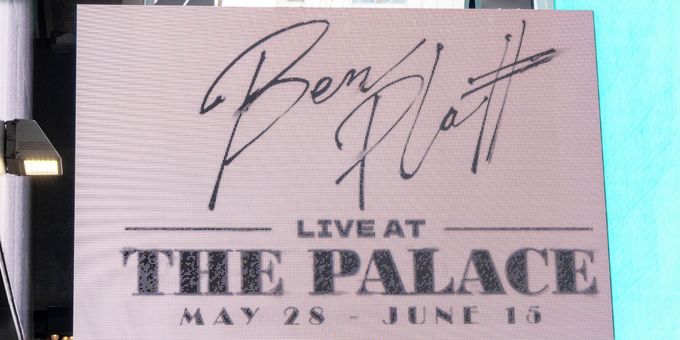 Ben Platt
LIVE AT
THE PALACE
MAY 28 - JUNE 15